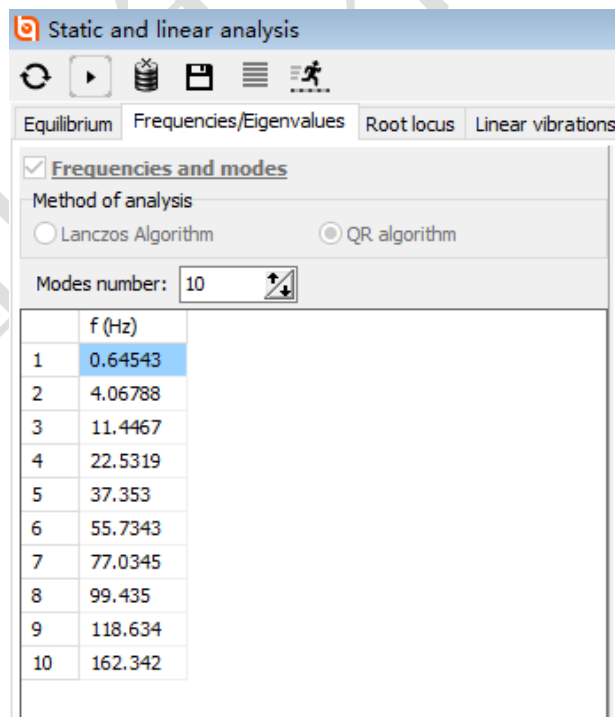 Static and linear analysis
Equilibrium Frequencies/Eigenvalues Root locus Linear vibrations
Frequencies and modes
Method of analysis
Lanczos Algorithm QR algorithm
Modes number: 10
f (Hz)
1 0.64543
2 4.06788
3 11.4467
4 22.5319
5 37.353
6 55.7343
7 77.0345
8 99.435
9 118.634
10 162.342